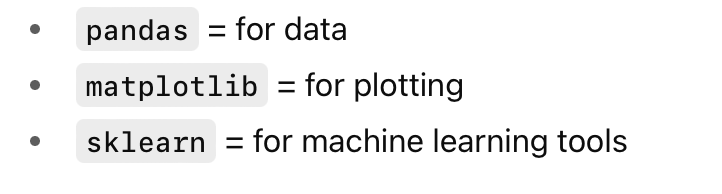 • pandas = for data
• matplotlib = for plotting
• sklearn = for machine learning tools